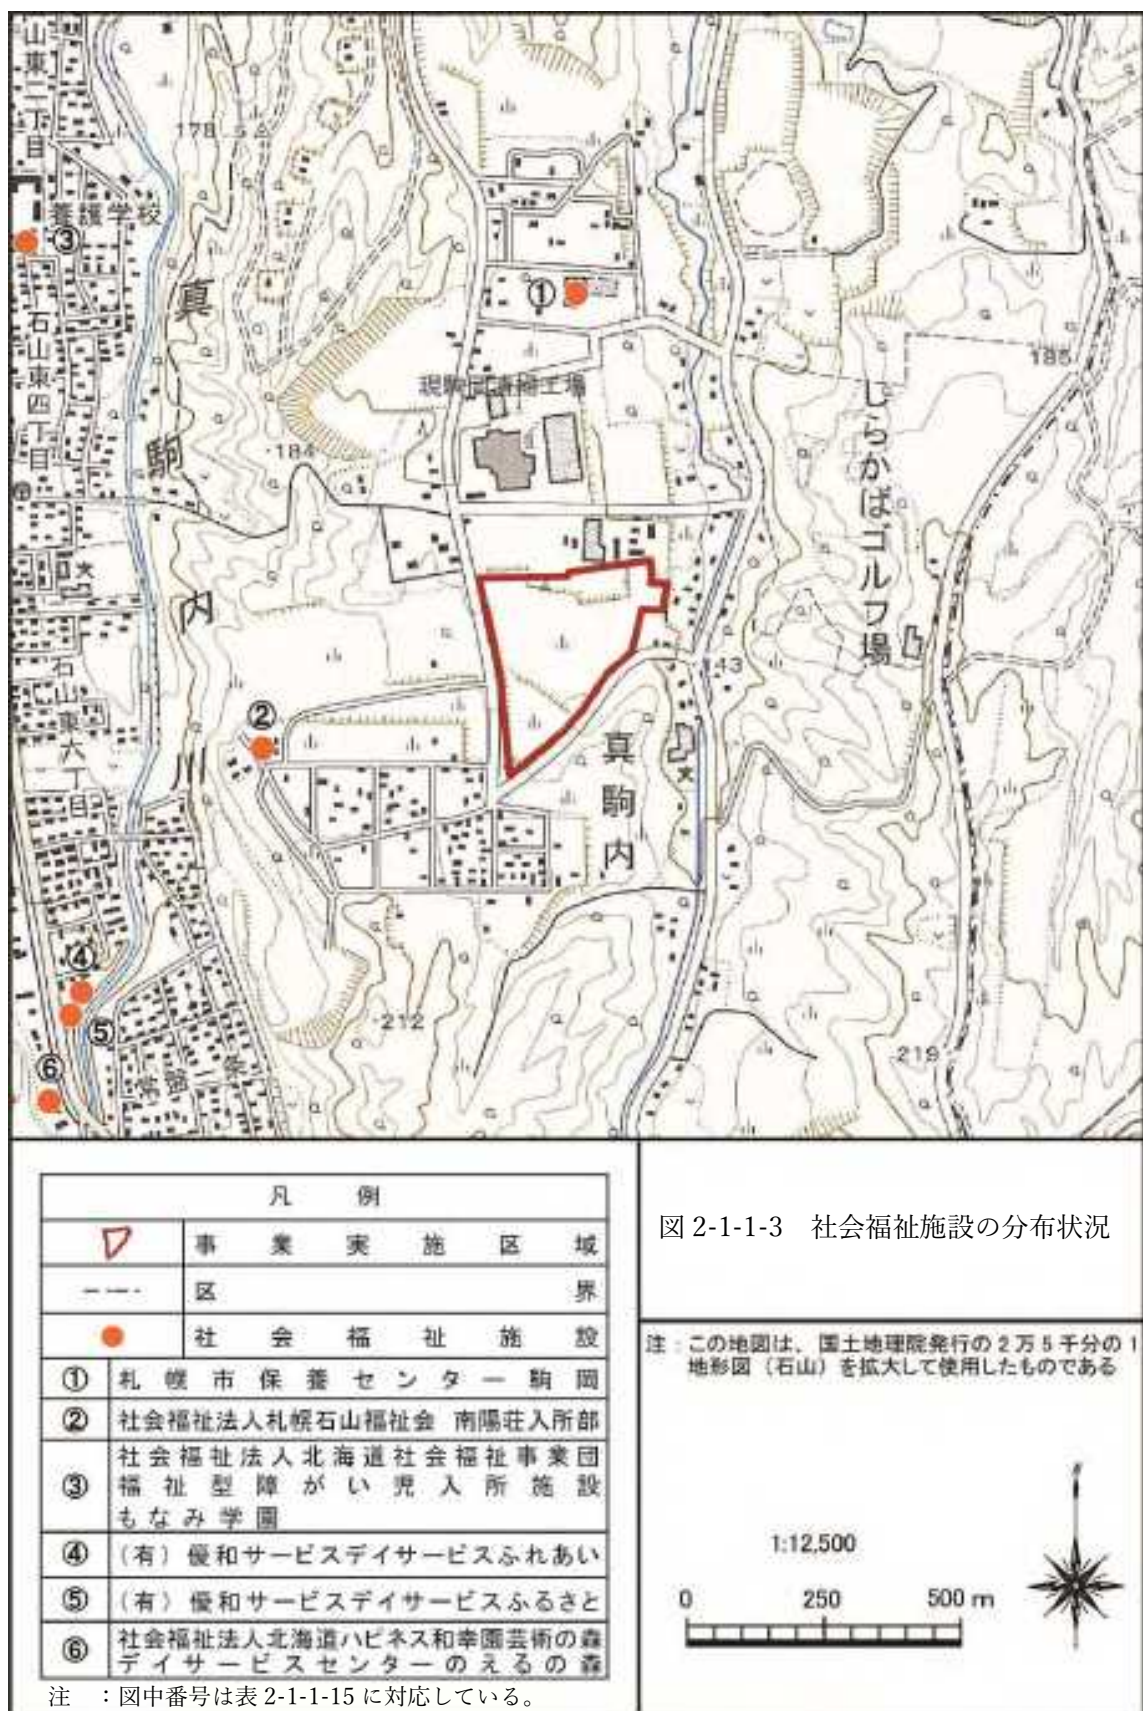 山東二丁目
178
養護学校
③
石山東四丁目
真駒内川
①
185
184
しらかばゴルフ場
石山東六丁目
②
143
真駒内
④
⑤
⑥
212
219
凡 例
事業実施区域
区 界
社会福祉施設
① 札幌市保養センター駒岡
② 社会福祉法人札幌石山福祉会 南陽荘入所部
③ 社会福祉法人北海道社会福祉事業団
福祉型障がい児入所施設
もなみ学園
④ (有)優和サービスデイサービスふれあい
⑤ (有)優和サービスデイサービスふるさと
⑥ 社会福祉法人北海道ハピネス和幸園芸術の森
デイサービスセンターのえるの森
注 :図中番号は表 2-1-1-15 に対応している。
図 2-1-1-3 社会福祉施設の分布状況
注:この地図は、国土地理院発行の2万5千分の1
地形図(石山)を拡大して使用したものである
1:12,500
0 250 500 m